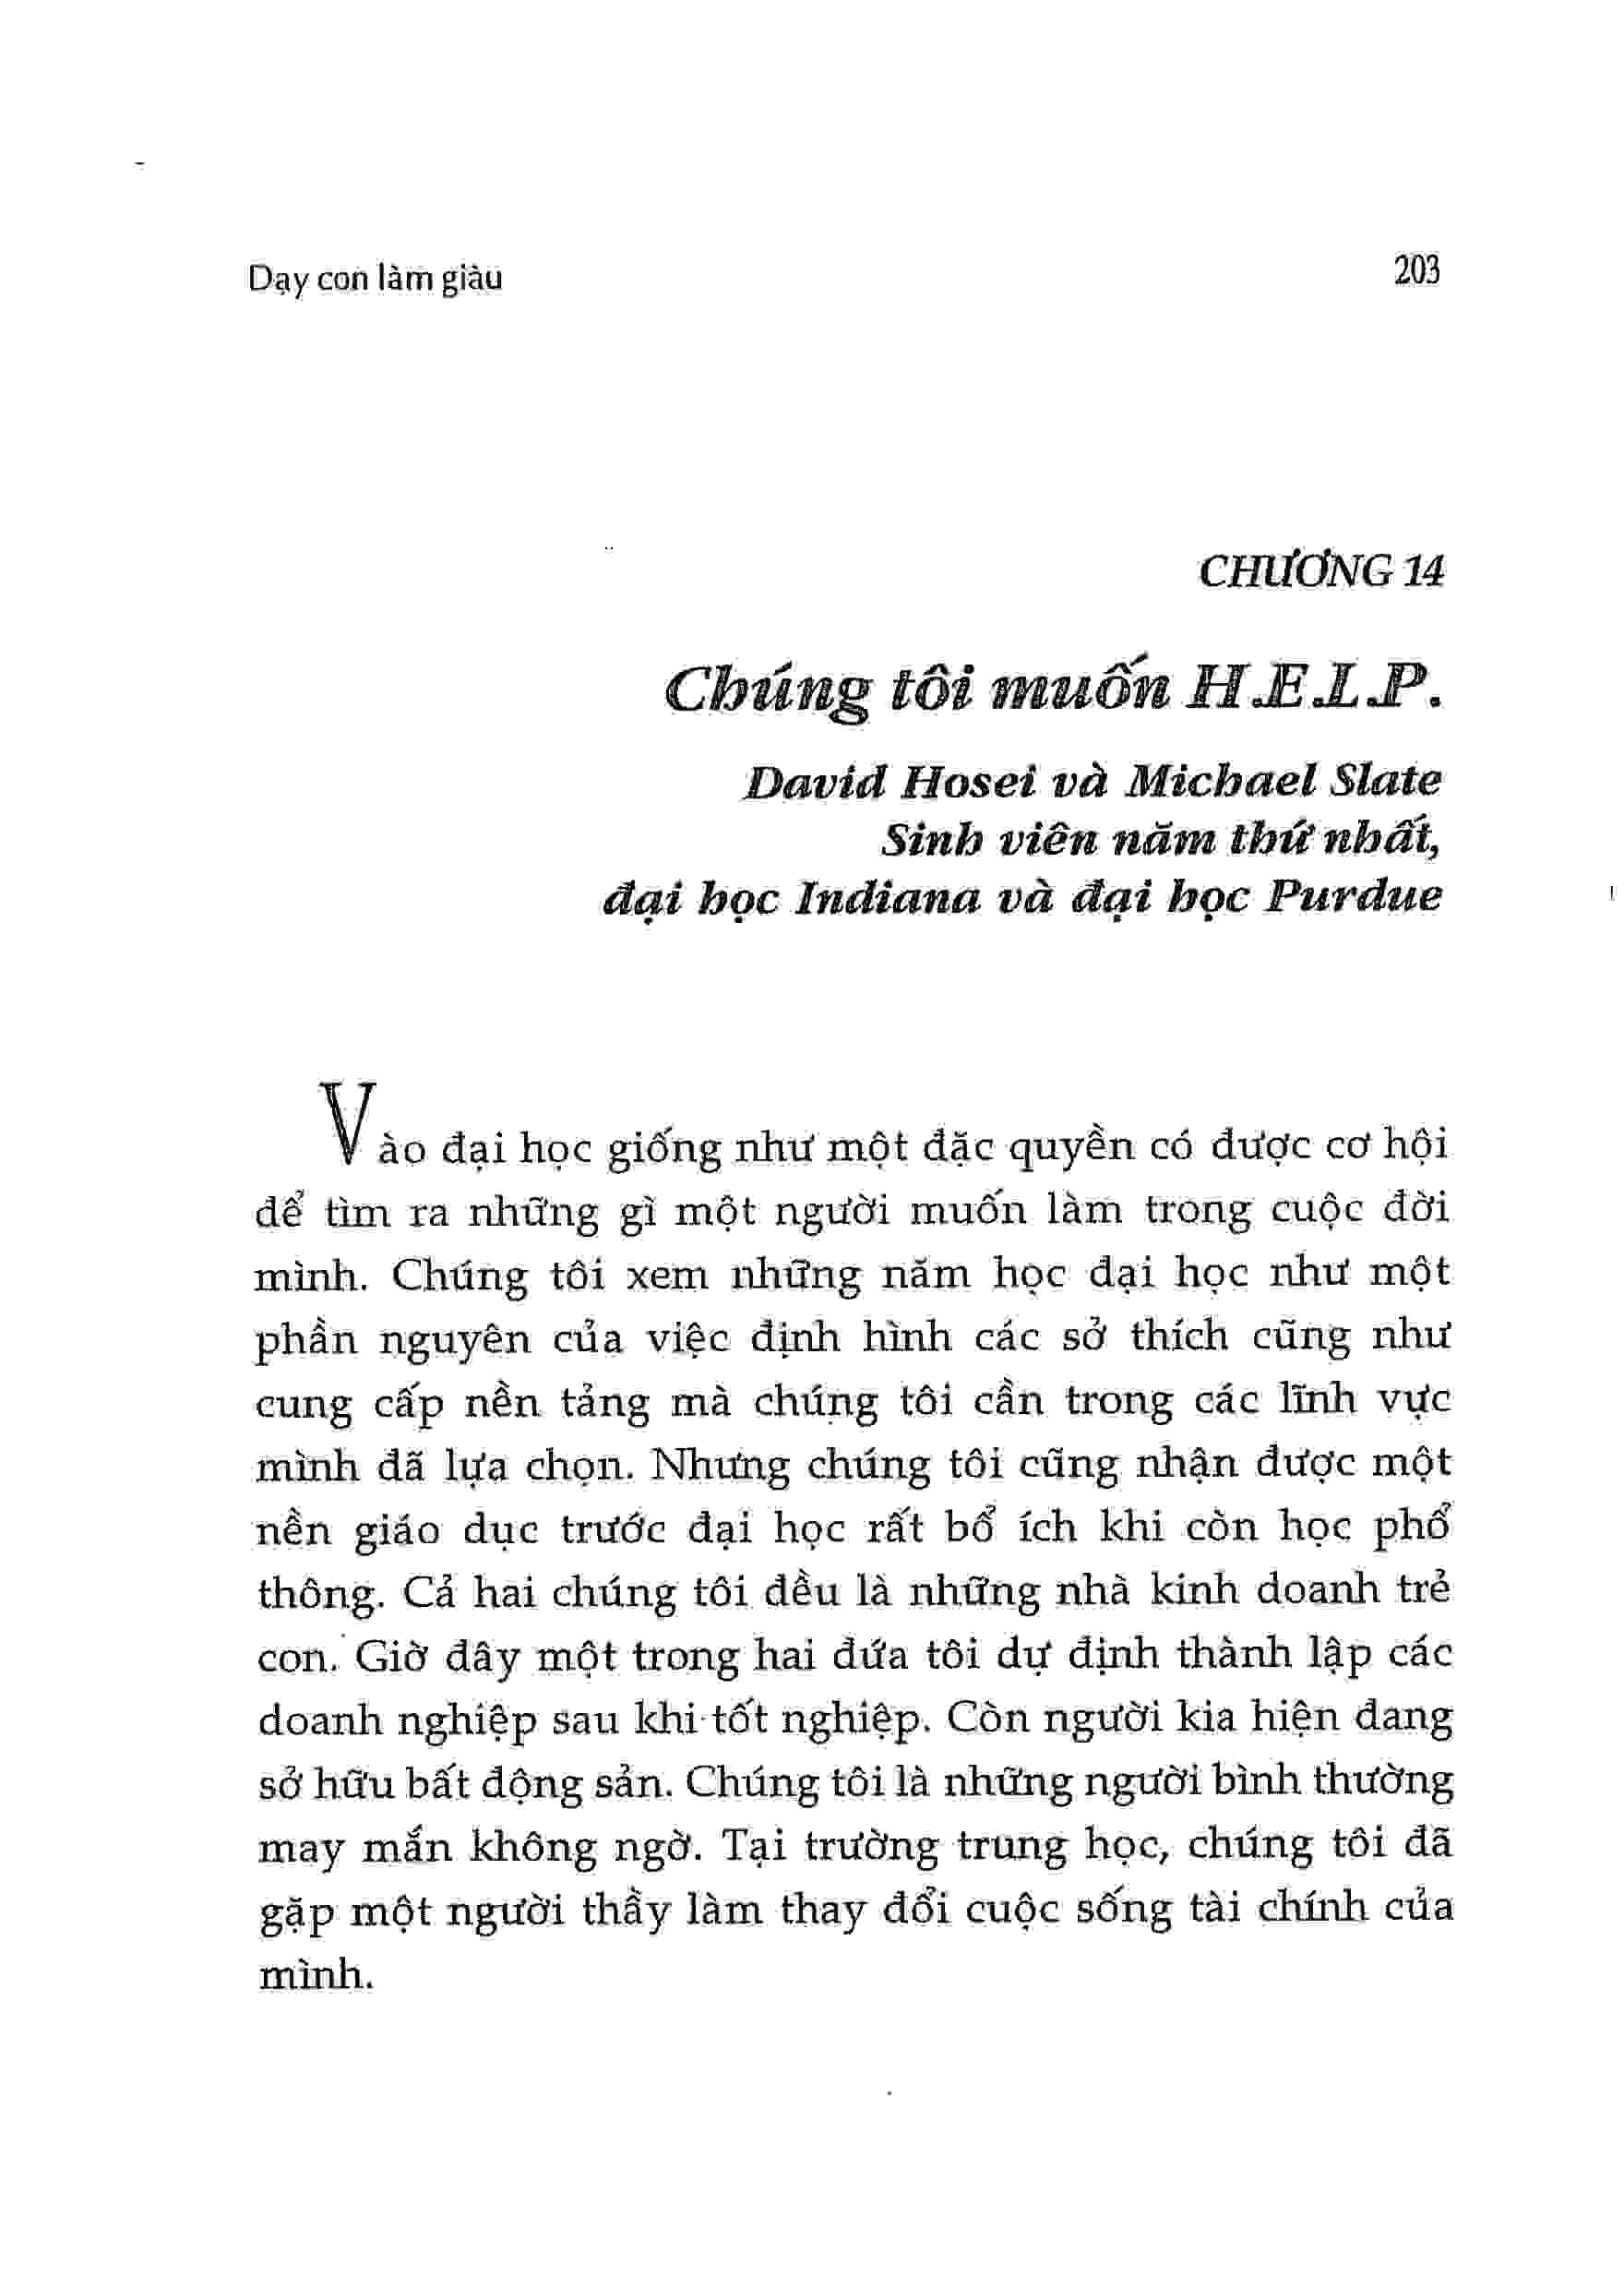 Dạy con làm giàu 203
CHƯƠNG 14
Chúng tôi muốn H.E.L.P.
David Hosei và Michael Slate
Sinh viên năm thứ nhất,
đại học Indiana và đại học Purdue
Vào đại học giống như một đặc quyền có được cơ hội
để tìm ra những gì một người muốn làm trong cuộc đời
mình. Chúng tôi xem những năm học đại học như một
phần nguyên của việc định hình các sở thích cũng như
cung cấp nền tảng mà chúng tôi cần trong các lĩnh vực
mình đã lựa chọn. Nhưng chúng tôi cũng nhận được một
nền giáo dục trước đại học rất bổ ích khi còn học phổ
thông. Cả hai chúng tôi đều là những nhà kinh doanh trẻ
con. Giờ đây một trong hai đứa tôi dự định thành lập các
doanh nghiệp sau khi tốt nghiệp. Còn người kia hiện đang
sở hữu bất động sản. Chúng tôi là những người bình thường
may mắn không ngờ. Tại trường trung học, chúng tôi đã
gặp một người thầy làm thay đổi cuộc sống tài chính của
mình.